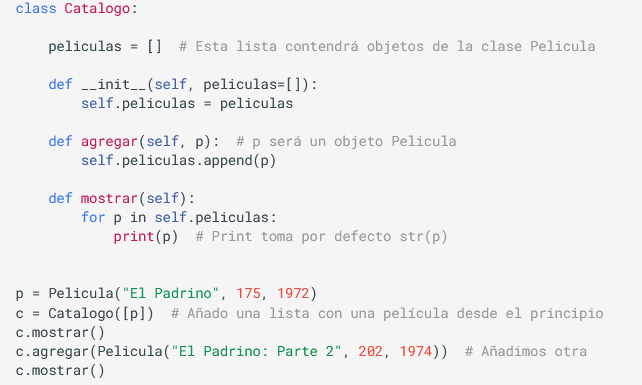 class Catalogo:
peliculas = []  # Esta lista contendrá objetos de la clase Pelicula
def __init__(self, peliculas=[]):
self.peliculas = peliculas
def agregar(self, p):  # p será un objeto Pelicula
self.peliculas.append(p)
def mostrar(self):
for p in self.peliculas:
print(p)  # Print toma por defecto str(p)
p = Pelicula("El Padrino", 175, 1972)
c = Catalogo([p])  # Añado una lista con una película desde el principio
c.mostrar()
c.agregar(Pelicula("El Padrino: Parte 2", 202, 1974))  # Añadimos otra
c.mostrar()